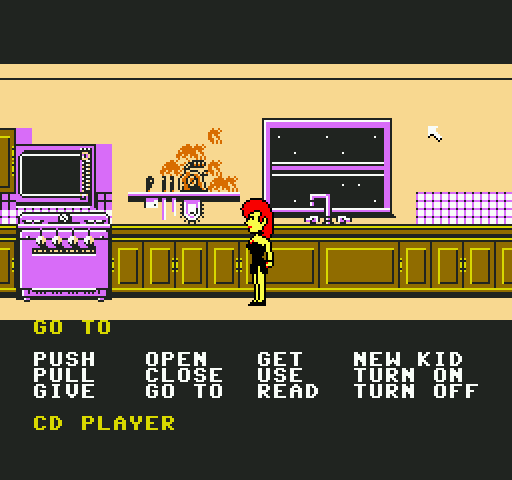 GO TO
PUSH OPEN GET NEW KID
PULL CLOSE USE TURN ON
GIVE GO TO READ TURN OFF
CD PLAYER